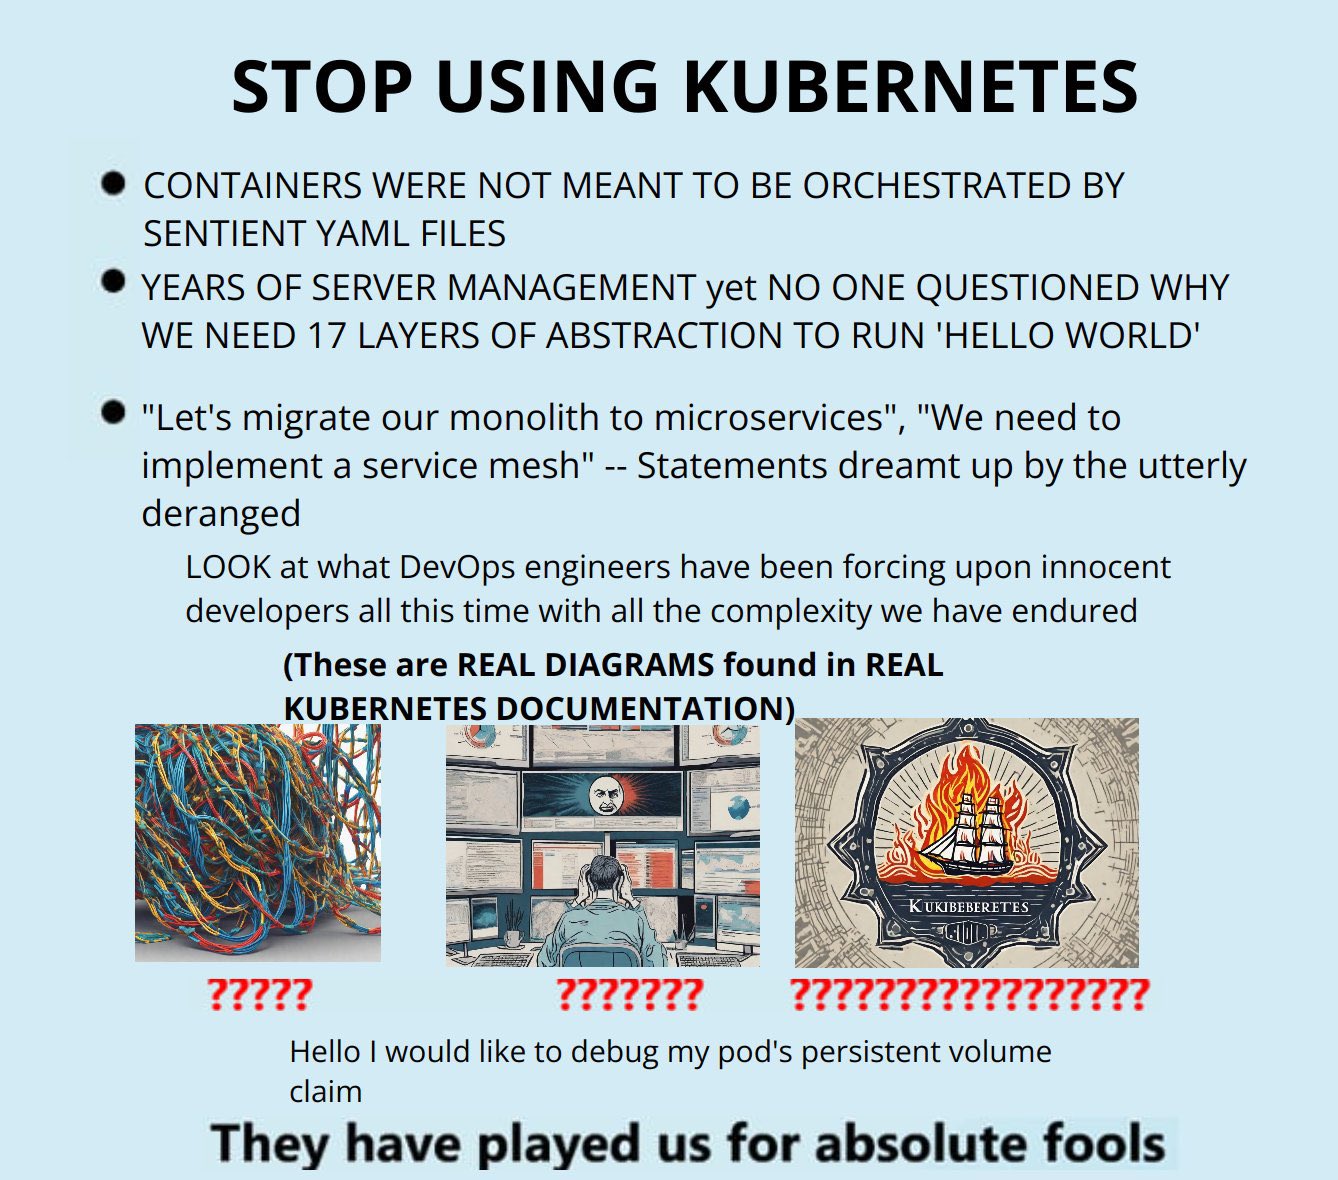 STOP USING KUBERNETES
CONTAINERS WERE NOT MEANT TO BE ORCHESTRATED BY
SENTIENT YAML FILES
YEARS OF SERVER MANAGEMENT yet NO ONE QUESTIONED WHY
WE NEED 17 LAYERS OF ABSTRACTION TO RUN 'HELLO WORLD'
"Let's migrate our monolith to microservices", "We need to
implement a service mesh" -- Statements dreamt up by the utterly
deranged
LOOK at what DevOps engineers have been forcing upon innocent
developers all this time with all the complexity we have endured
(These are REAL DIAGRAMS found in REAL
KUBERNETES DOCUMENTATION)
KUKIBEBERETES
?????
???????
?????????????????
Hello I would like to debug my pod's persistent volume
claim
They have played us for absolute fools